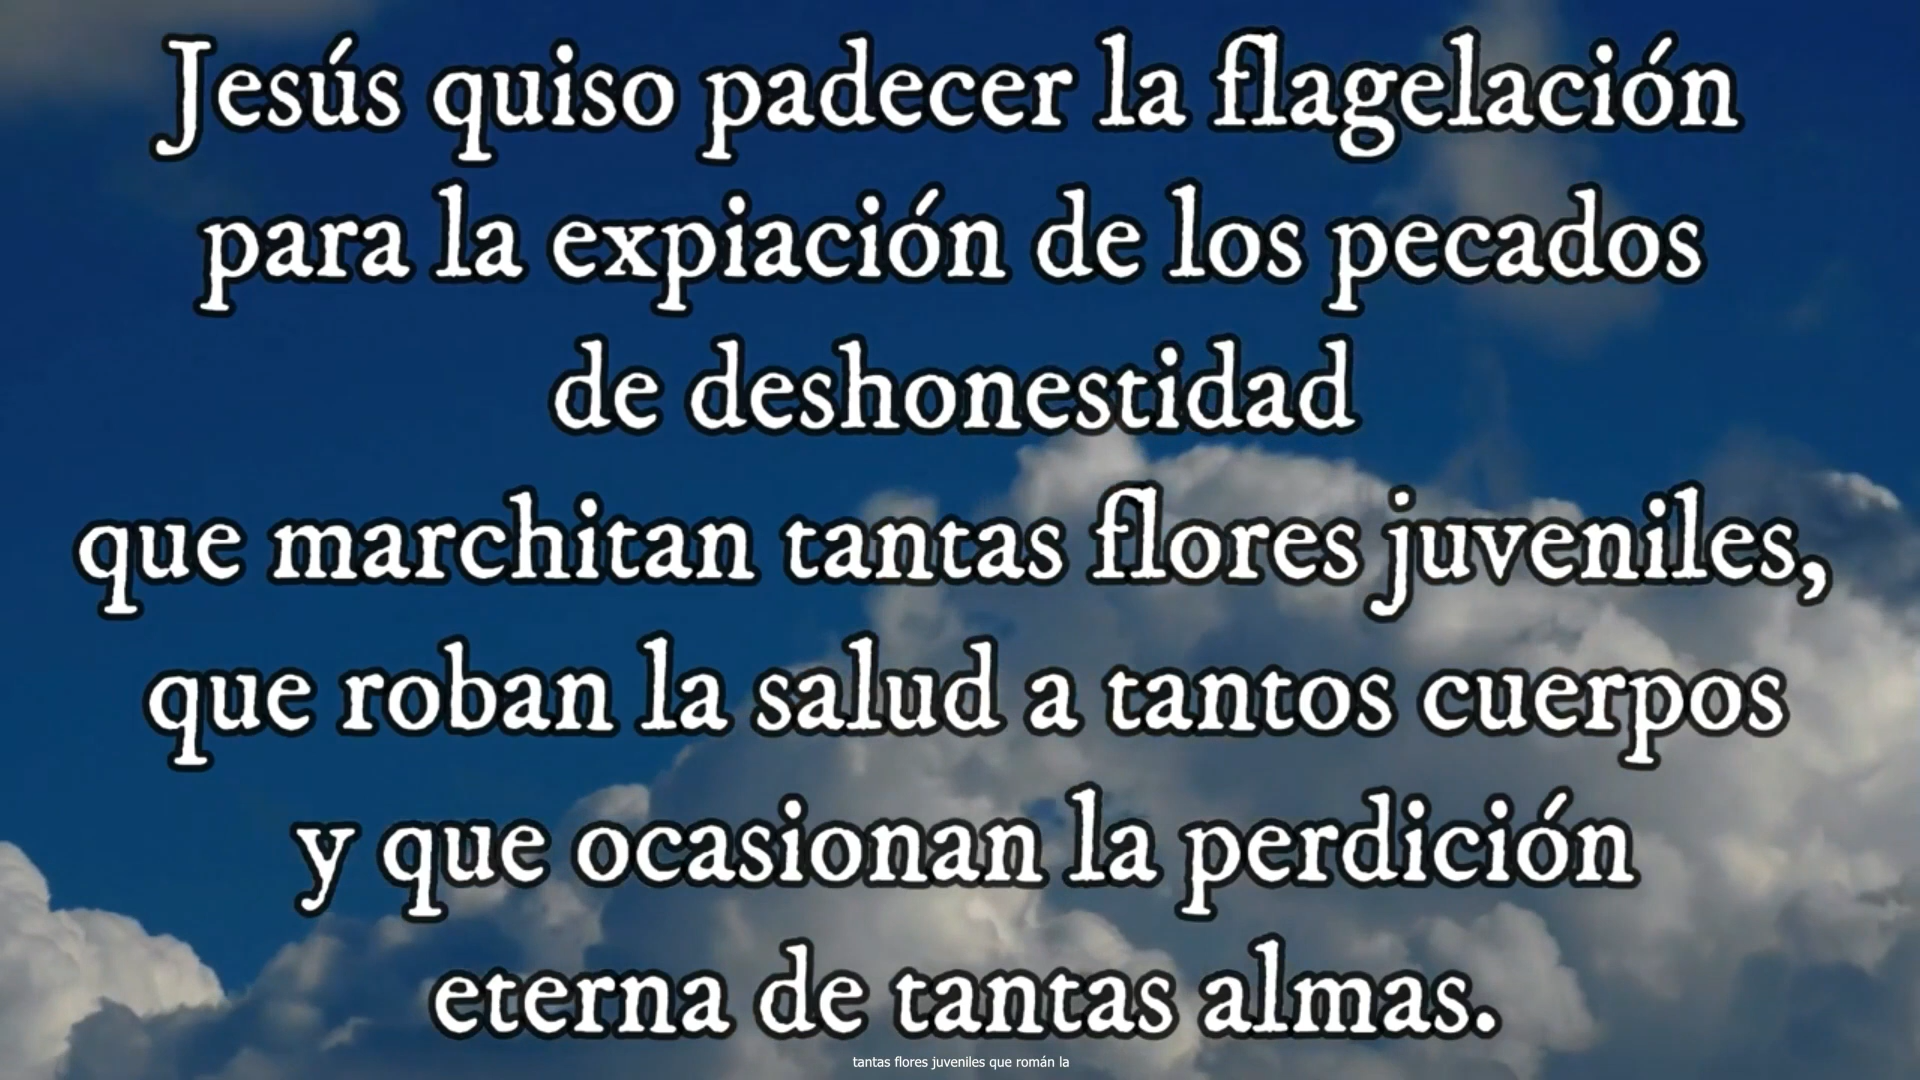 Jesús quiso padecer la flagelación
para la expiación de los pecados
de deshonestidad
que marchitan tantas flores juveniles,
que roban la salud a tantos cuerpos
y que ocasionan la perdición
eterna de tantas almas.
tantas flores juveniles que román la